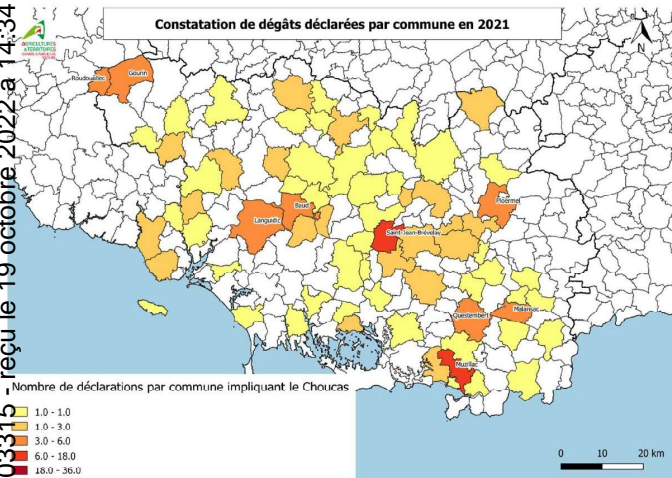 Constatation de dégâts déclarées par commune en 2021
AGRICULTURES
& TERRITOIRES
N
Roudouallec
Gourin
Ploërmel
Baud
Languidic
Saint-Jean-Brévelay
Malansac
Questembert
Muzillac
Nombre de déclarations par commune impliquant le Choucas
1.0 - 1.0
1.0 - 3.0
3.0 - 6.0
6.0 - 18.0
18.0 - 36.0
0 10 20 km
03315 - reçu le 19 octobre 2022 à 14:34